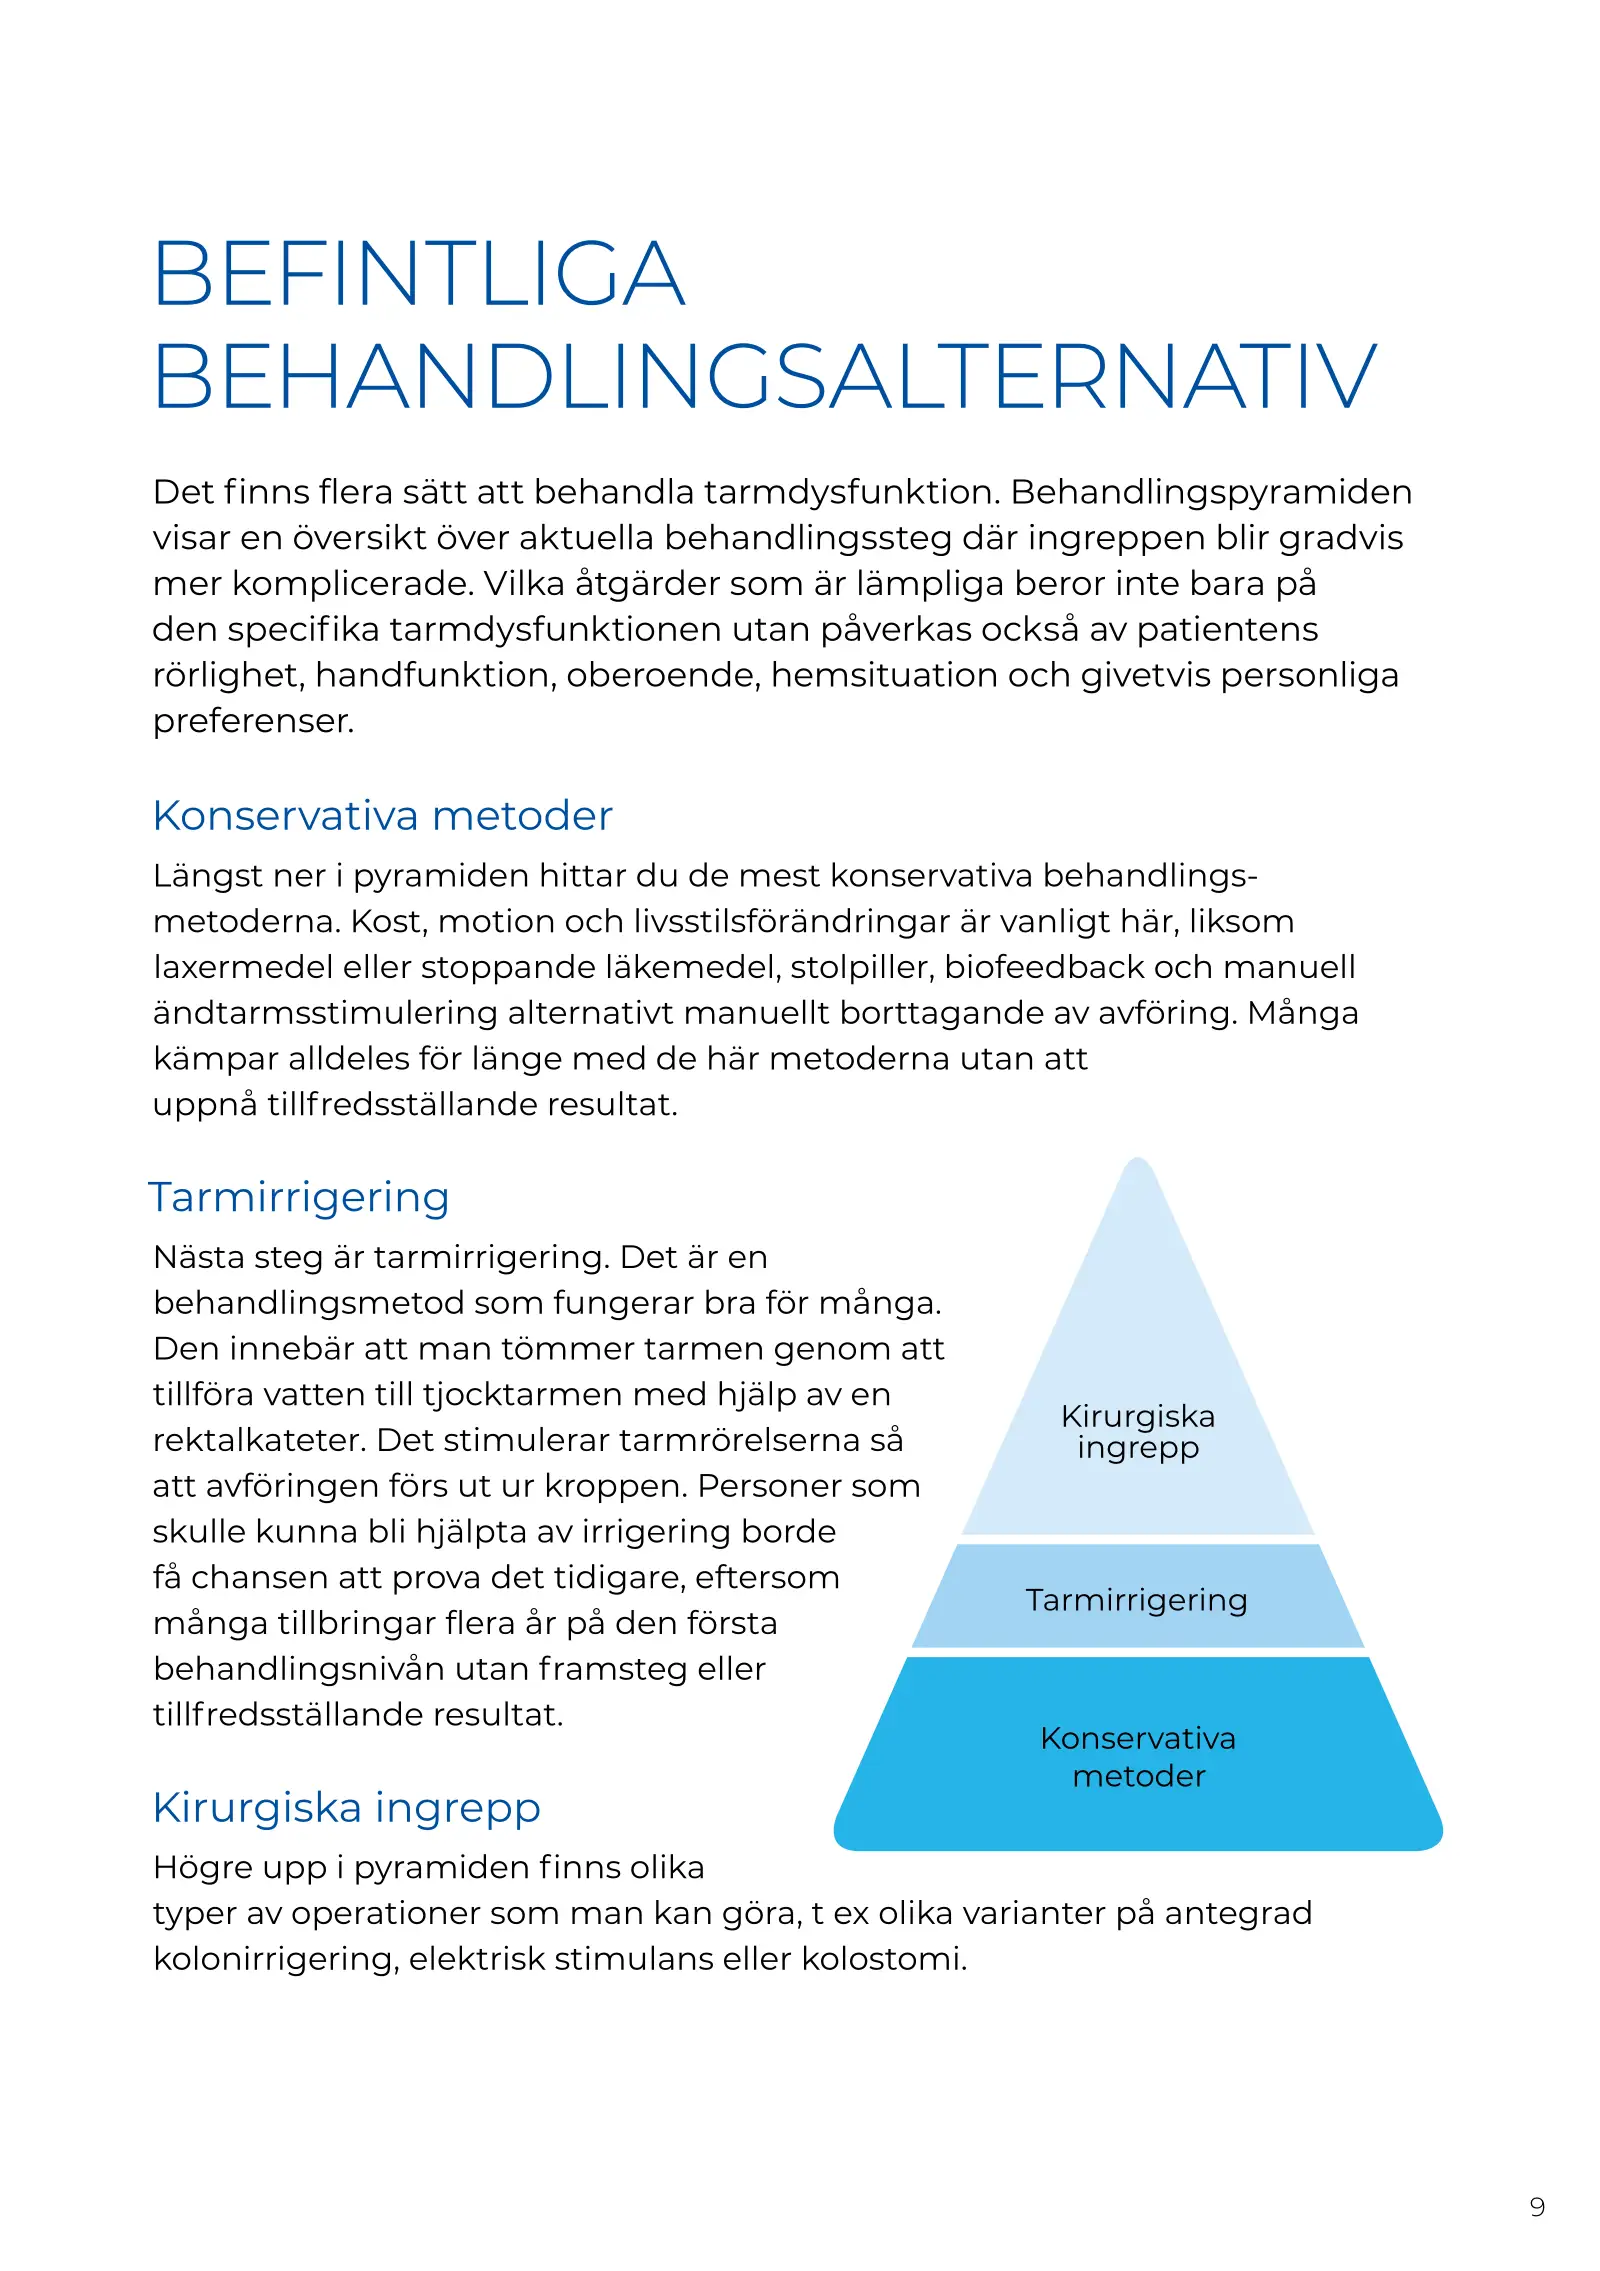 BEFINTLIGA
BEHANDLINGSALTERNATIV
Det finns flera sätt att behandla tarmdysfunktion. Behandlingspyramiden
visar en översikt över aktuella behandlingssteg där ingreppen blir gradvis
mer komplicerade. Vilka åtgärder som är lämpliga beror inte bara på
den specifika tarmdysfunktionen utan påverkas också av patientens
rörlighet, handfunktion, oberoende, hemsituation och givetvis personliga
preferenser.
Konservativa metoder
Längst ner i pyramiden hittar du de mest konservativa behandlings-
metoderna. Kost, motion och livsstilsförändringar är vanligt här, liksom
laxermedel eller stoppande läkemedel, stolpiller, biofeedback och manuell
ändtarmsstimulering alternativt manuellt borttagande av avföring. Många
kämpar alldeles för länge med de här metoderna utan att
uppnå tillfredsställande resultat.
Tarmirrigering
Nästa steg är tarmirrigering. Det är en
behandlingsmetod som fungerar bra för många.
Den innebär att man tömmer tarmen genom att
tillföra vatten till tjocktarmen med hjälp av en
rektalkateter. Det stimulerar tarmrörelserna så
att avföringen förs ut ur kroppen. Personer som
skulle kunna bli hjälpta av irrigering borde
få chansen att prova det tidigare, eftersom
många tillbringar flera år på den första
behandlingsnivån utan framsteg eller
tillfredsställande resultat.
Kirurgiska
ingrepp
Tarmirrigering
Konservativa
metoder
Kirurgiska ingrepp
Högre upp i pyramiden finns olika
typer av operationer som man kan göra, t ex olika varianter på antegrad
kolonirrigering, elektrisk stimulans eller kolostomi.
9